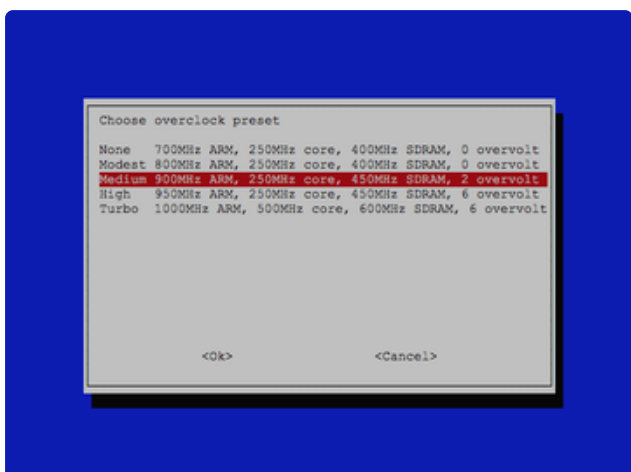 Choose overclock preset
None 700MHz ARM, 250MHz core, 400MHz SDRAM, 0 overvolt
Modest 800MHz ARM, 250MHz core, 400MHz SDRAM, 0 overvolt
Medium 900MHz ARM, 250MHz core, 450MHz SDRAM, 2 overvolt
High 950MHz ARM, 250MHz core, 450MHz SDRAM, 6 overvolt
Turbo 1000MHz ARM, 500MHz core, 600MHz SDRAM, 6 overvolt
<Ok> <Cancel>